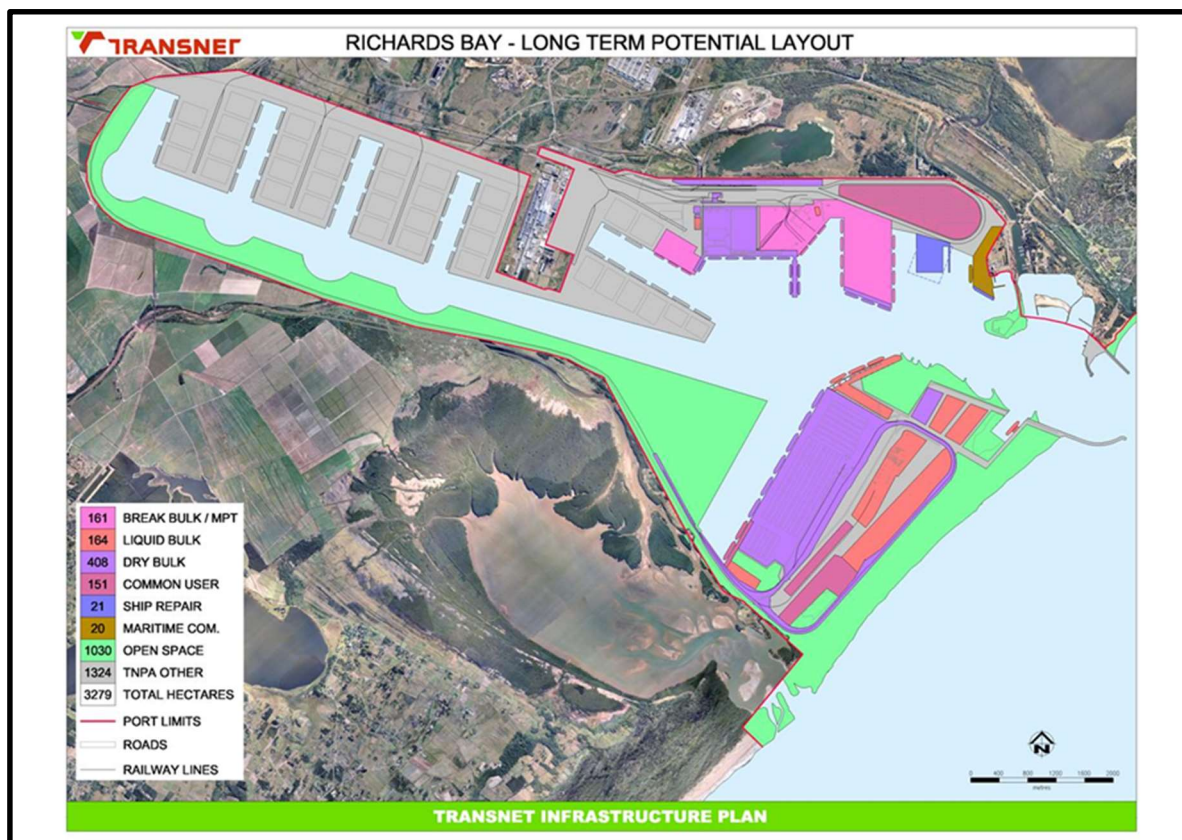 TRANSNET
RICHARDS BAY - LONG TERM POTENTIAL LAYOUT
161 BREAK BULK / MPT
164 LIQUID BULK
408 DRY BULK
151 COMMON USER
21 SHIP REPAIR
20 MARITIME COM.
1030 OPEN SPACE
1324 TNPA OTHER
3279 TOTAL HECTARES
PORT LIMITS
ROADS
RAILWAY LINES
N
0 400 800 1200 1600 2000
metres
TRANSNET INFRASTRUCTURE PLAN